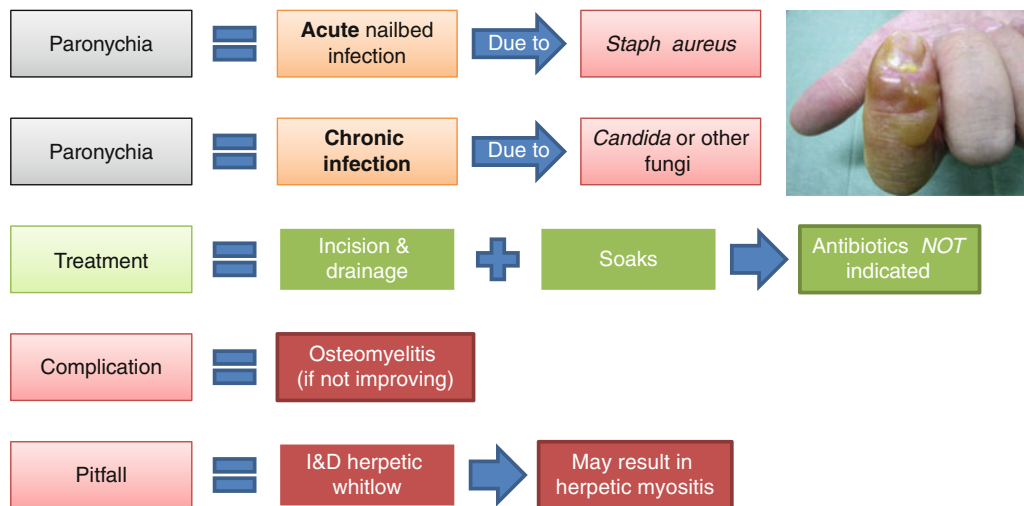 Paronychia
Acute nailbed
infection
Due to
Staph aureus
Paronychia
Chronic
infection
Due to
Candida or other
fungi
Treatment
Incision &
drainage
Soaks
Antibiotics NOT
indicated
Complication
Osteomyelitis
(if not improving)
Pitfall
I&D herpetic
whitlow
May result in
herpetic myositis